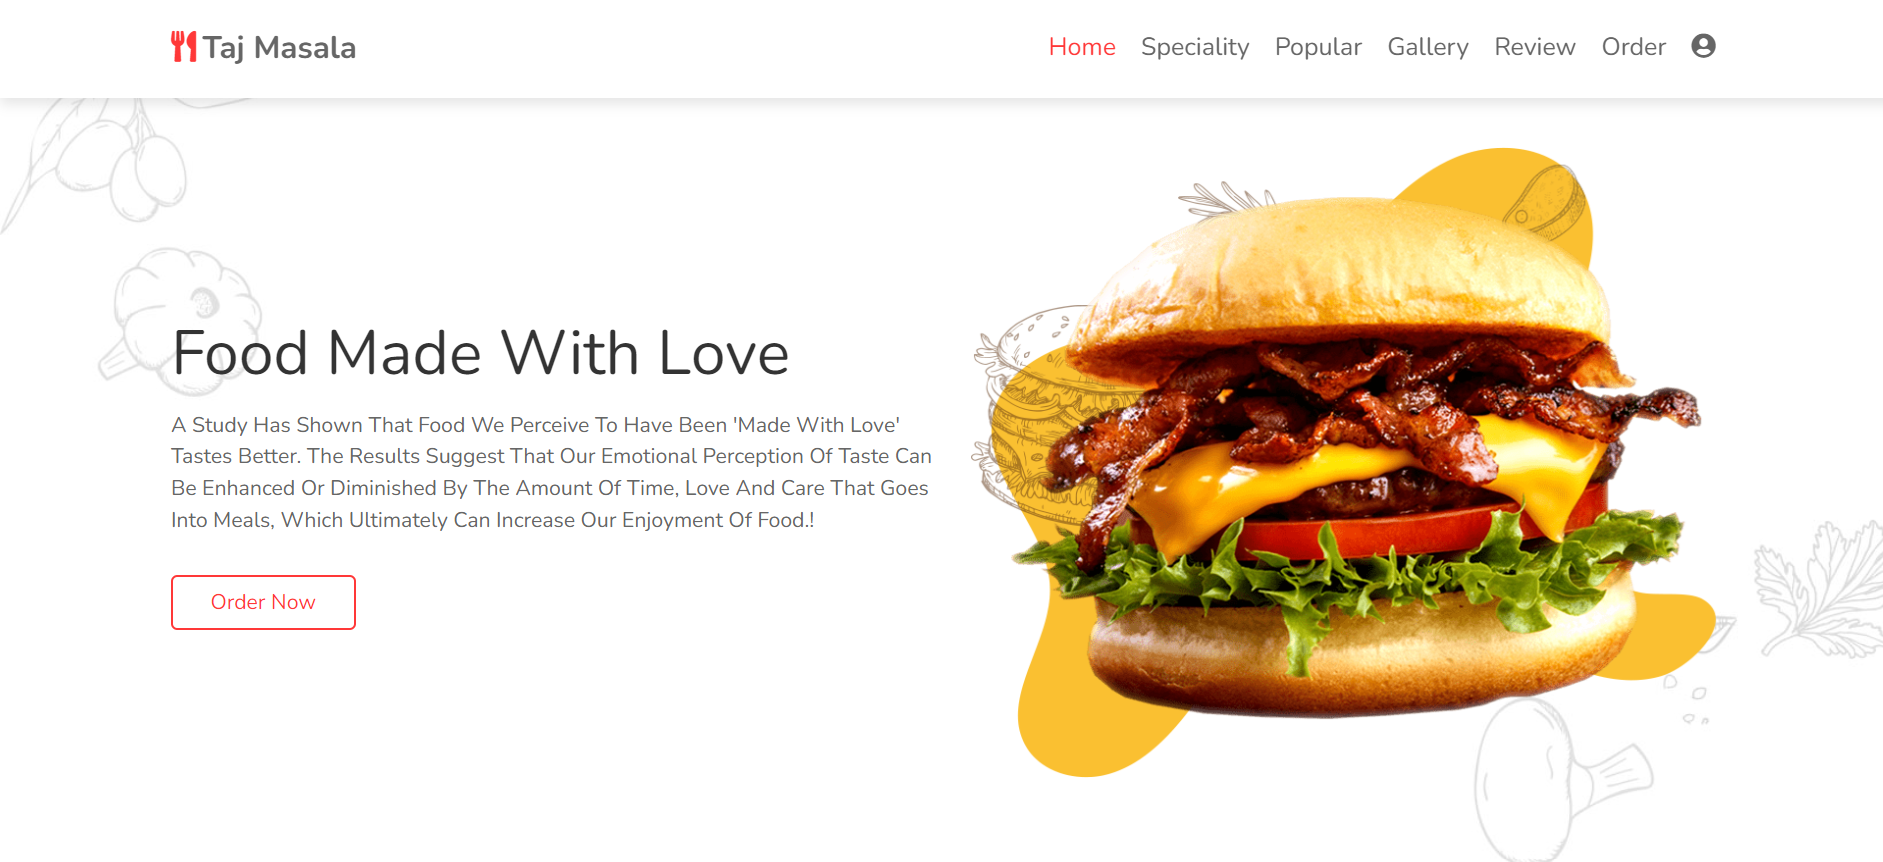 Taj Masala
Home Speciality Popular Gallery Review Order
Food Made With Love
A Study Has Shown That Food We Perceive To Have Been 'Made With Love'
Tastes Better. The Results Suggest That Our Emotional Perception Of Taste Can
Be Enhanced Or Diminished By The Amount Of Time, Love And Care That Goes
Into Meals, Which Ultimately Can Increase Our Enjoyment Of Food.!
Order Now